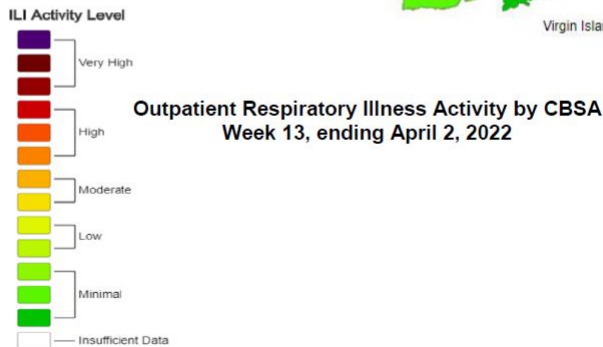 ILI Activity Level
Virgin Isla
Very High
Outpatient Respiratory Illness Activity by CBSA
High
Week 13, ending April 2, 2022
Moderate
Low
Minimal
Insufficient Data